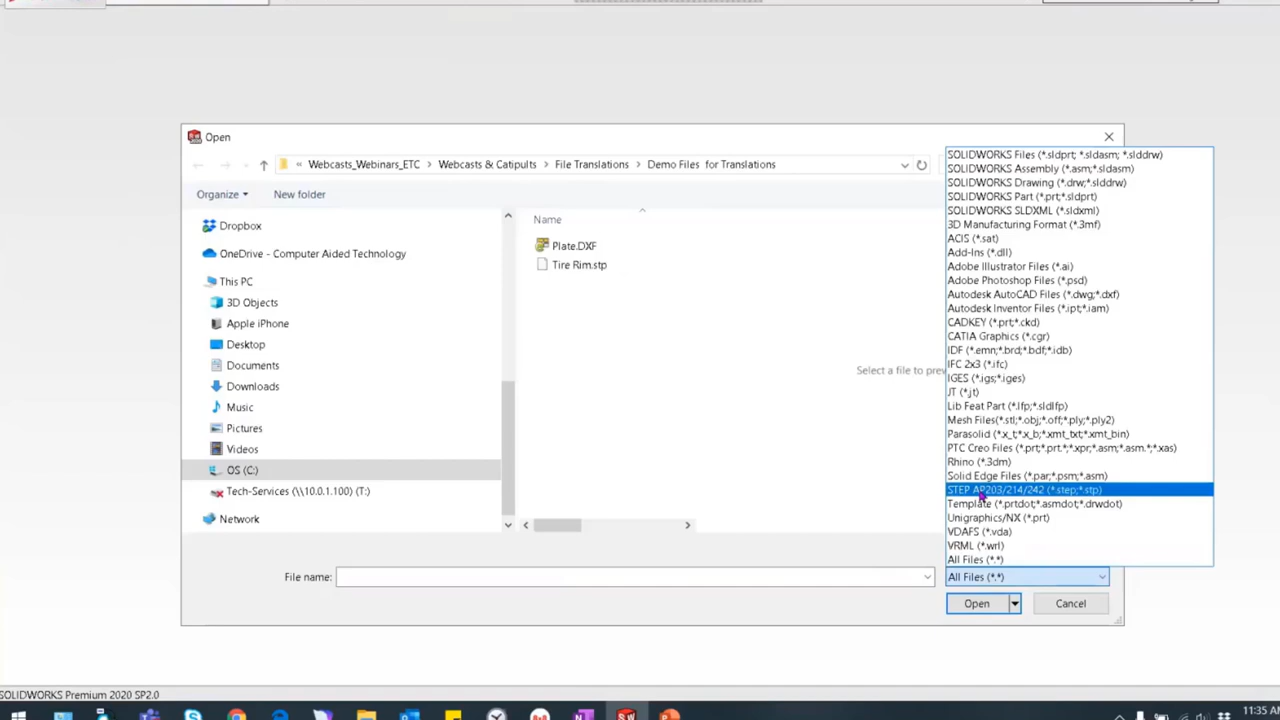 Open
« Webcasts_Webinars_ETC > Webcasts & Catipults > File Translations > Demo Files for Translations
Organize
New folder
Dropbox
OneDrive - Computer Aided Technology
This PC
3D Objects
Apple iPhone
Desktop
Documents
Downloads
Music
Pictures
Videos
OS (C:)
Tech-Services (\\10.0.1.100) (T:)
Network
Name
Plate.DXF
Tire Rim.stp
Select a file to prev
SOLIDWORKS Files (*.sldprt; *.sldasm; *.slddrw)
SOLIDWORKS Assembly (*.asm;*.sldasm)
SOLIDWORKS Drawing (*.drw;*.slddrw)
SOLIDWORKS Part (*.prt;*.sldprt)
SOLIDWORKS SLDXML (*.sldxml)
3D Manufacturing Format (*.3mf)
ACIS (*.sat)
Add-Ins (*.dll)
Adobe Illustrator Files (*.ai)
Adobe Photoshop Files (*.psd)
Autodesk AutoCAD Files (*.dwg;*.dxf)
Autodesk Inventor Files (*.ipt;*.iam)
CADKEY (*.prt;*.ckd)
CATIA Graphics (*.cgr)
IDF (*.emn;*.brd;*.bdf;*.idb)
IFC 2x3 (*.ifc)
IGES (*.igs;*.iges)
JT (*.jt)
Lib Feat Part (*.lfp;*.sldlfp)
Mesh Files(*.stl;*.obj;*.off;*.ply;*.ply2)
Parasolid (*.x_t;*.x_b;*.xmt_txt;*.xmt_bin)
PTC Creo Files (*.prt;*.prt.*;*.xpr;*.asm;*.asm.*;*.xas)
Rhino (*.3dm)
Solid Edge Files (*.par;*.psm;*.asm)
STEP AP203/214/242 (*.step;*.stp)
Template (*.prtdot;*.asmdot;*.drwdot)
Unigraphics/NX (*.prt)
VDAFS (*.vda)
VRML (*.wrl)
All Files (*.*)
File name:
All Files (*.*)
Open
Cancel
SOLIDWORKS Premium 2020 SP2.0
11:35 AM